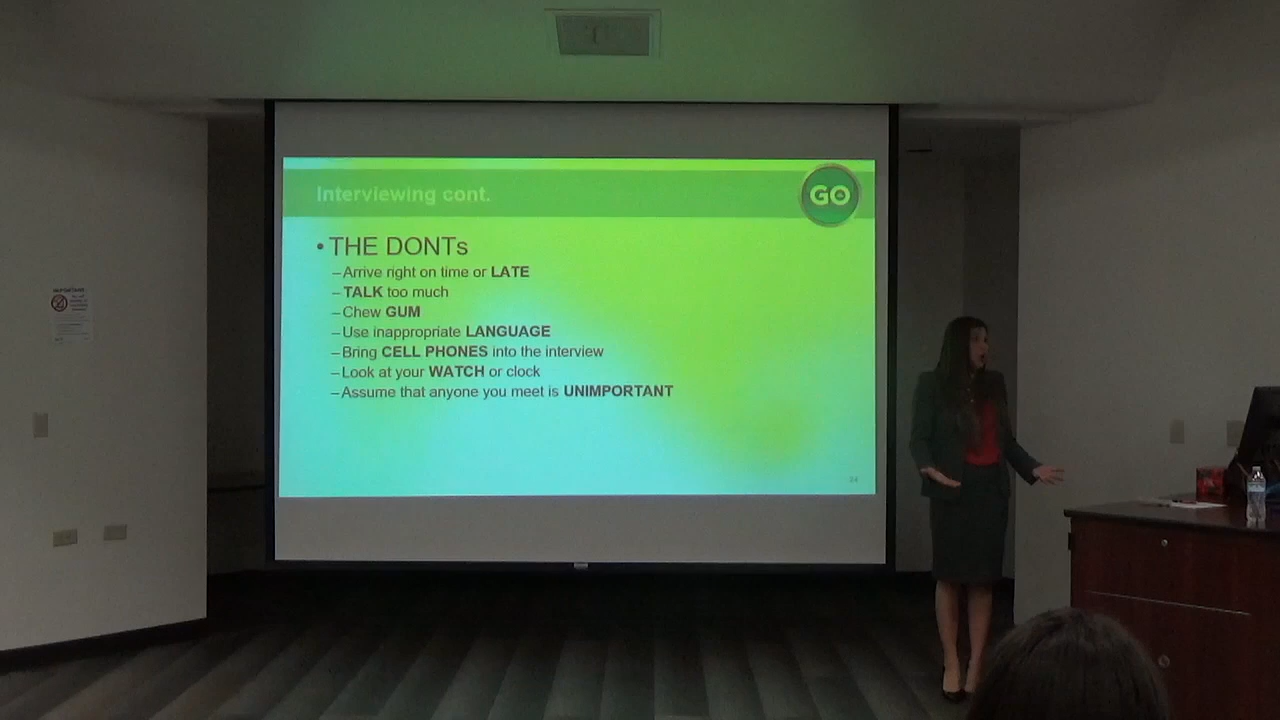 Interviewing cont.
GO
• THE DONTs
–Arrive right on time or LATE
–TALK too much
–Chew GUM
–Use inappropriate LANGUAGE
–Bring CELL PHONES into the interview
–Look at your WATCH or clock
–Assume that anyone you meet is UNIMPORTANT